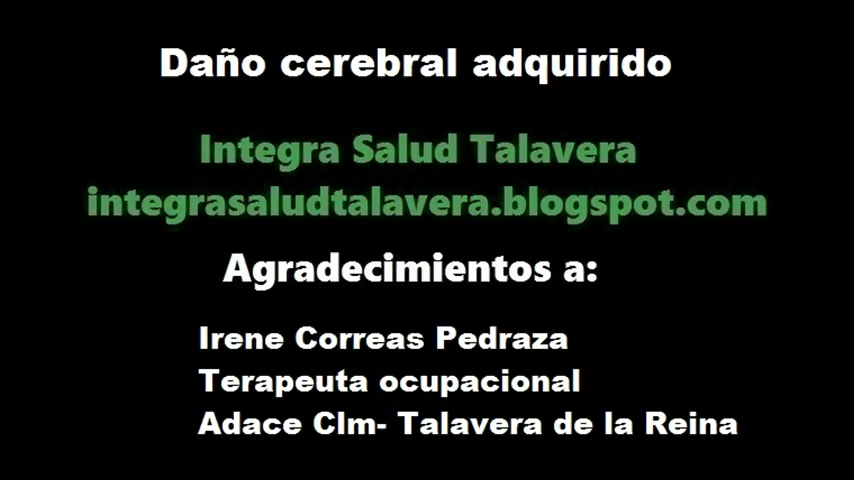 Daño cerebral adquirido
Integra Salud Talavera
integrasaludtalavera.blogspot.com
Agradecimientos a:
Irene Correas Pedraza
Terapeuta ocupacional
Adace Clm- Talavera de la Reina